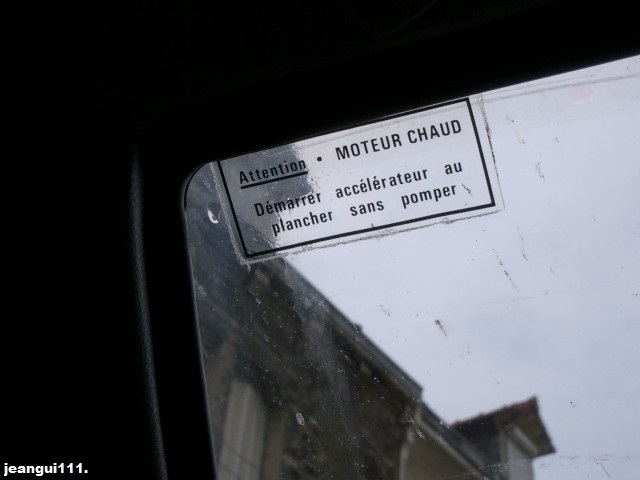 Attention • MOTEUR CHAUD
Démarrer accélérateur au
plancher sans pomper
jeangui111.